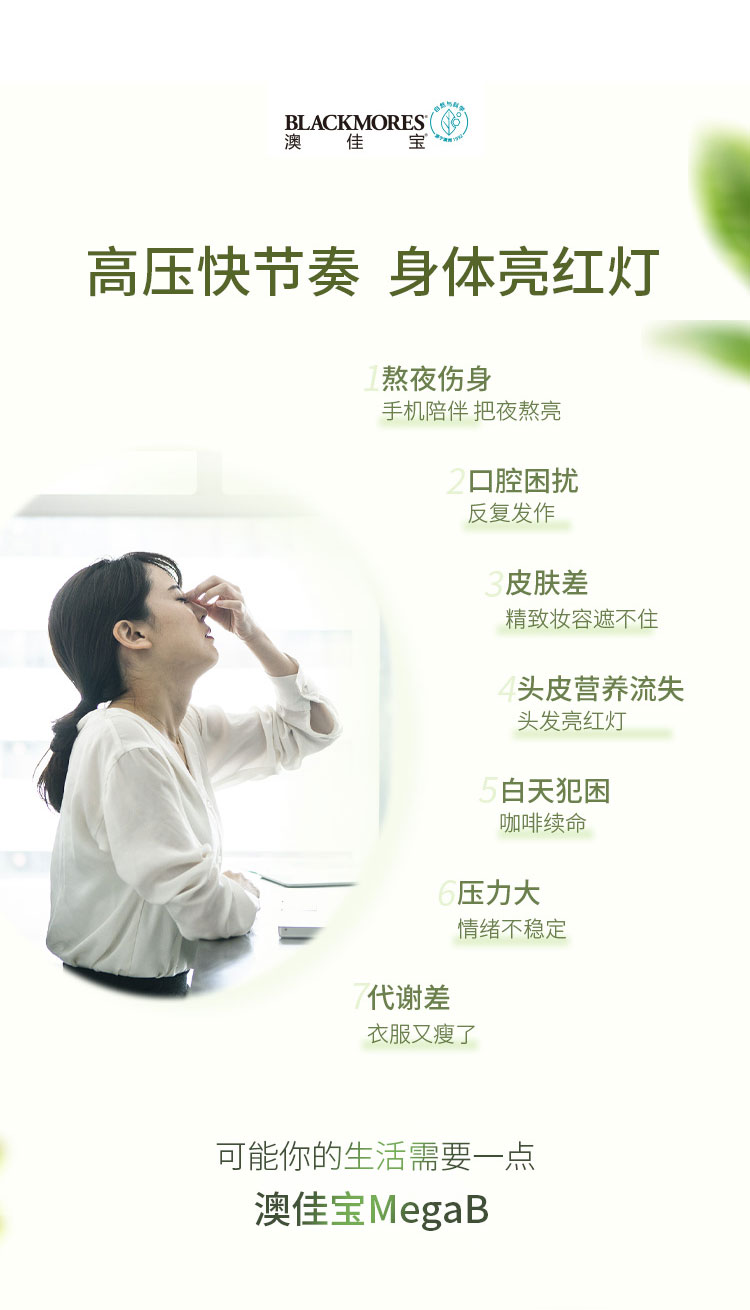 BLACKMORES
澳佳宝
自然与科学
高压快节奏 身体亮红灯
1 熬夜伤身
手机陪伴 把夜熬亮
2 口腔困扰
反复发作
3 皮肤差
精致妆容遮不住
4 头皮营养流失
头发亮红灯
5 白天犯困
咖啡续命
6 压力大
情绪不稳定
7 代谢差
衣服又瘦了
可能你的生活需要一点
澳佳宝MegaB